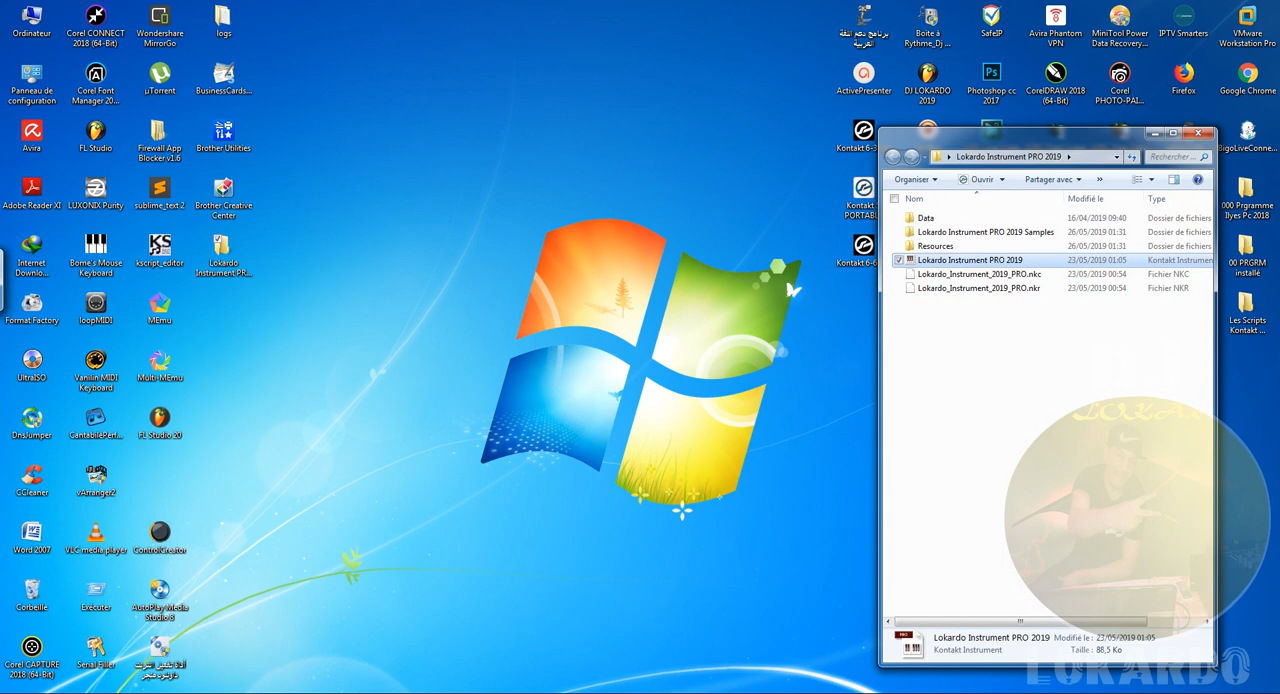 Ordinateur
Corel CONNECT
2018 (64-Bit)
Wondershare
MirrorGo
logs
Panneau de
configuration
Corel Font
Manager 20...
µTorrent
BusinessCards...
Avira
FL Studio
Firewall App
Blocker v1.6
Brother Utilities
Adobe Reader XI
LUXONIX Purity
sublime_text 2
Brother Creative
Center
Internet
Downlo...
Bome's Mouse
Keyboard
kscript_editor
Lokardo
Instrument PR...
Format Factory
loopMIDI
MEmu
UltraISO
Vanilin MIDI
Keyboard
Multi-MEmu
DnsJumper
CantabilePerf...
FL Studio 20
CCleaner
vArranger2
Word 2007
VLC media player
ControlCreator
Corbeille
Exécuter
AutoPlay Media
Studio 8
Corel CAPTURE
2018 (64-Bit)
Serial Filler
برنامج دعم اللغة
العربية
Boite à
Rythme_Dj ...
SafeIP
Avira Phantom
VPN
MiniTool Power
Data Recovery...
IPTV Smarters
VMware
Workstation Pro
ActivePresenter
DJ LOKARDO
2019
Photoshop cc
2017
CorelDRAW 2018
(64-Bit)
Corel
PHOTO-PAI...
Firefox
Google Chrome
Kontakt 6-3
Kontakt 5
PORTABL
Kontakt 6-6
BigoLiveConne...
000 Prgramme
Ilyes Pc 2018
00 PRGRM
installé
Les Scripts
Kontakt ...
Lokardo Instrument PRO 2019
Rechercher ...
Organiser
Ouvrir
Partager avec
»
Nom Modifié le Type
Data 16/04/2019 09:40 Dossier de fichiers
Lokardo Instrument PRO 2019 Samples 26/05/2019 01:31 Dossier de fichiers
Resources 26/05/2019 01:31 Dossier de fichiers
Lokardo Instrument PRO 2019 23/05/2019 01:05 Kontakt Instrumen
Lokardo_Instrument_2019_PRO.nkc 23/05/2019 00:54 Fichier NKC
Lokardo_Instrument_2019_PRO.nkr 23/05/2019 00:54 Fichier NKR
Lokardo Instrument PRO 2019 Modifié le : 23/05/2019 01:05
Kontakt Instrument Taille : 88,5 Ko
LOKARDO